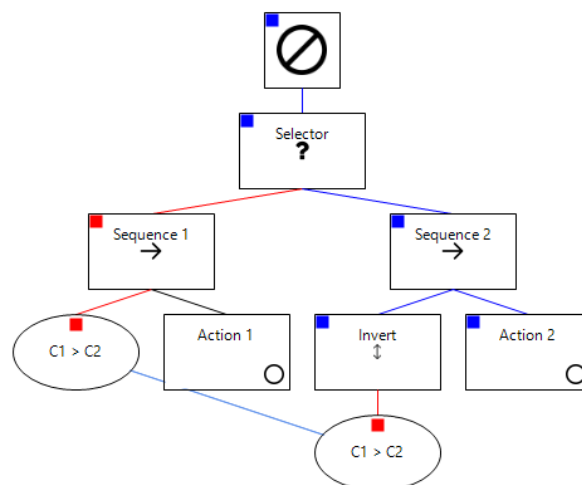 Selector
?
Sequence 1
Sequence 2
C1 > C2
Action 1
Invert
Action 2
C1 > C2